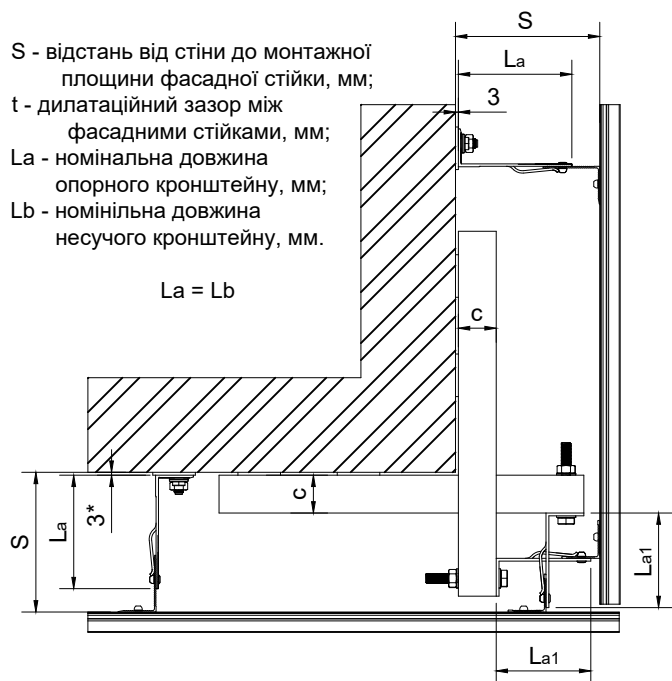 S - відстань від стіни до монтажної
площини фасадної стійки, мм;
t - дилатаційний зазор між
фасадними стійками, мм;
La - номінальна довжина
опорного кронштейну, мм;
Lb - номінільна довжина
несучого кронштейну, мм.
La = Lb
S
La
3
c
c
S
La
3*
La1
La1